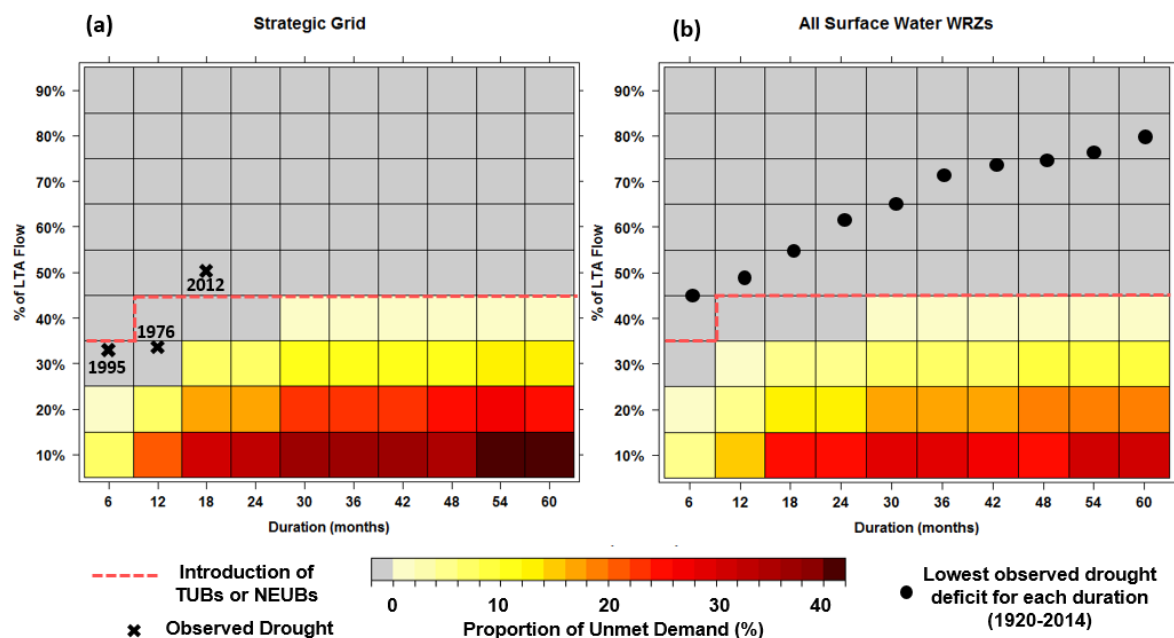 (a)
Strategic Grid
(b)
All Surface Water WRZs
% of LTA Flow
90%
80%
70%
60%
50%
40%
30%
20%
10%
2012
1976
1995
6 12 18 24 30 36 42 48 54 60
Duration (months)
% of LTA Flow
90%
80%
70%
60%
50%
40%
30%
20%
10%
6 12 18 24 30 36 42 48 54 60
Duration (months)
Introduction of
TUBs or NEUBs
Observed Drought
0 10 20 30 40
Proportion of Unmet Demand (%)
Lowest observed drought
deficit for each duration
(1920-2014)